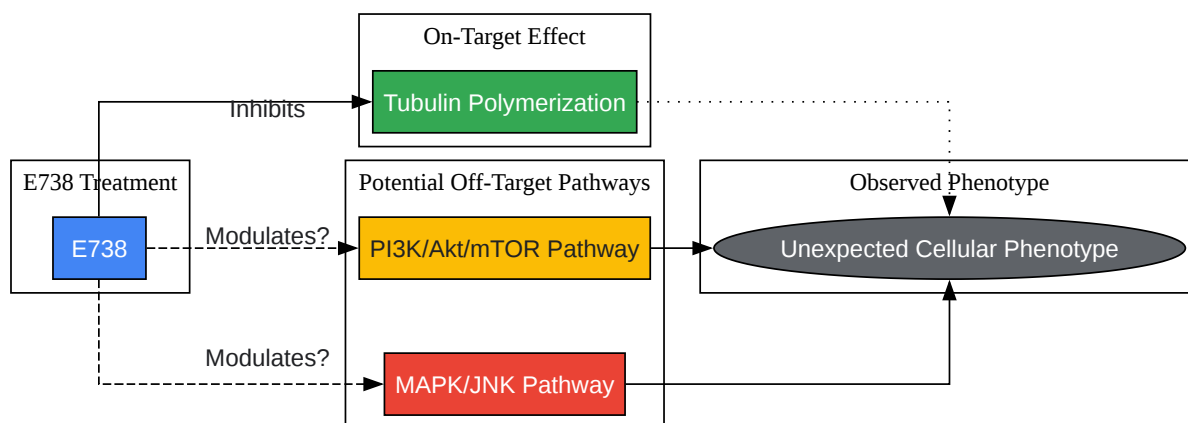 On-Target Effect
Tubulin Polymerization
Inhibits
E738 Treatment
E738
Modulates?
Modulates?
Potential Off-Target Pathways
PI3K/Akt/mTOR Pathway
MAPK/JNK Pathway
Observed Phenotype
Unexpected Cellular Phenotype